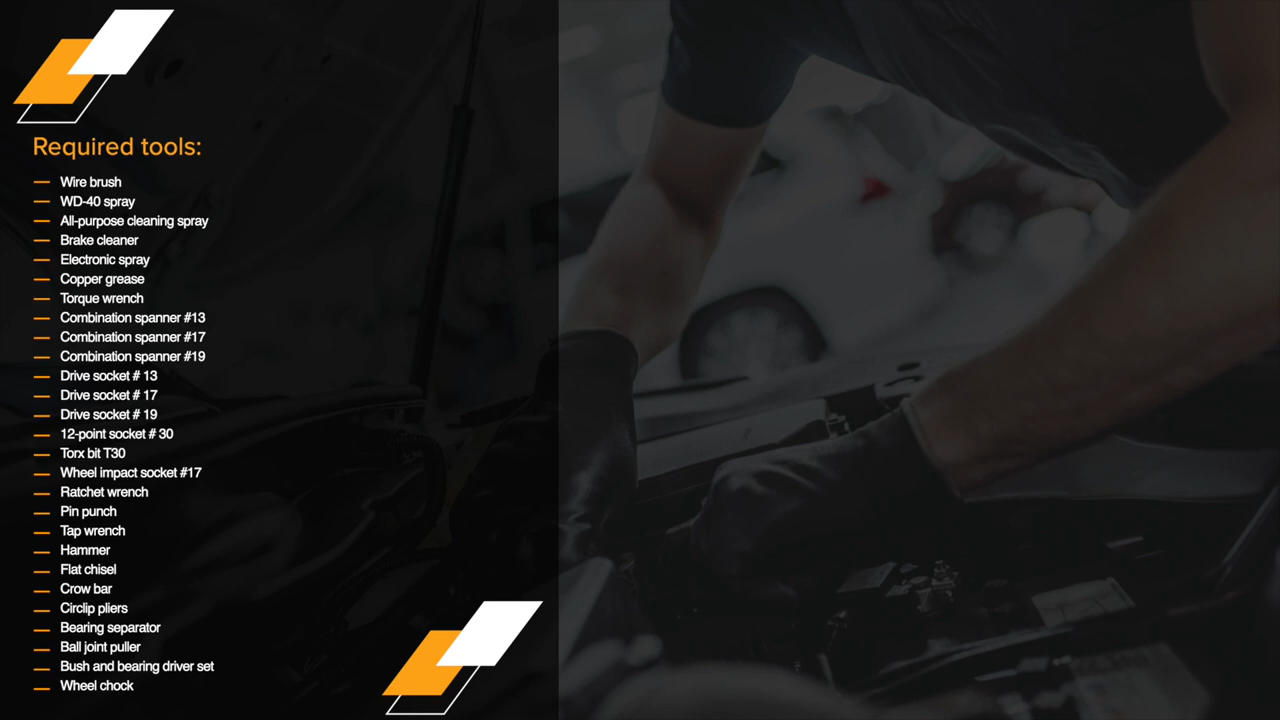 Required tools:
Wire brush
WD-40 spray
All-purpose cleaning spray
Brake cleaner
Electronic spray
Copper grease
Torque wrench
Combination spanner #13
Combination spanner #17
Combination spanner #19
Drive socket # 13
Drive socket # 17
Drive socket # 19
12-point socket # 30
Torx bit T30
Wheel impact socket #17
Ratchet wrench
Pin punch
Tap wrench
Hammer
Flat chisel
Crow bar
Circlip pliers
Bearing separator
Ball joint puller
Bush and bearing driver set
Wheel chock